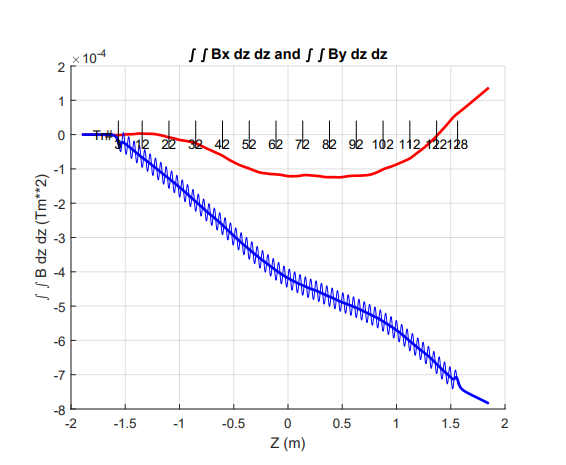 ∫ ∫ Bx dz dz and ∫ ∫ By dz dz
×10⁻⁴
2
1
0
-1
-2
-3
-4
-5
-6
-7
-8
∫ ∫ B dz dz (Tm**2)
Tr# 3 12 22 32 42 52 62 72 82 92 102 112 122 128
-2 -1.5 -1 -0.5 0 0.5 1 1.5 2
Z (m)